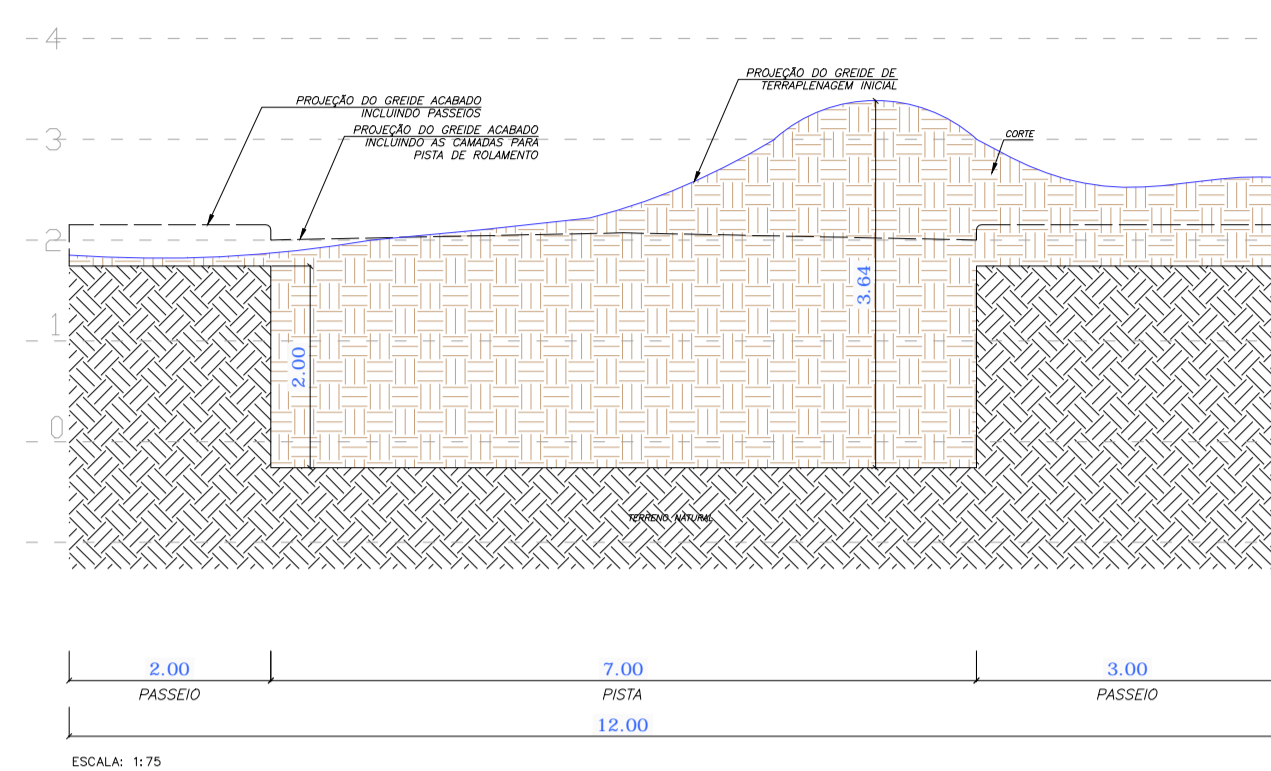 4
PROJEÇÃO DO GREIDE DE
TERRAPLENAGEM INICIAL
PROJEÇÃO DO GREIDE ACABADO
INCLUINDO PASSEIOS
PROJEÇÃO DO GREIDE ACABADO
INCLUINDO AS CAMADAS PARA
PISTA DE ROLAMENTO
3
CORTE
2
3.64
1
2.00
0
TERRENO NATURAL
2.00
7.00
3.00
PASSEIO
PISTA
PASSEIO
12.00
ESCALA: 1:75